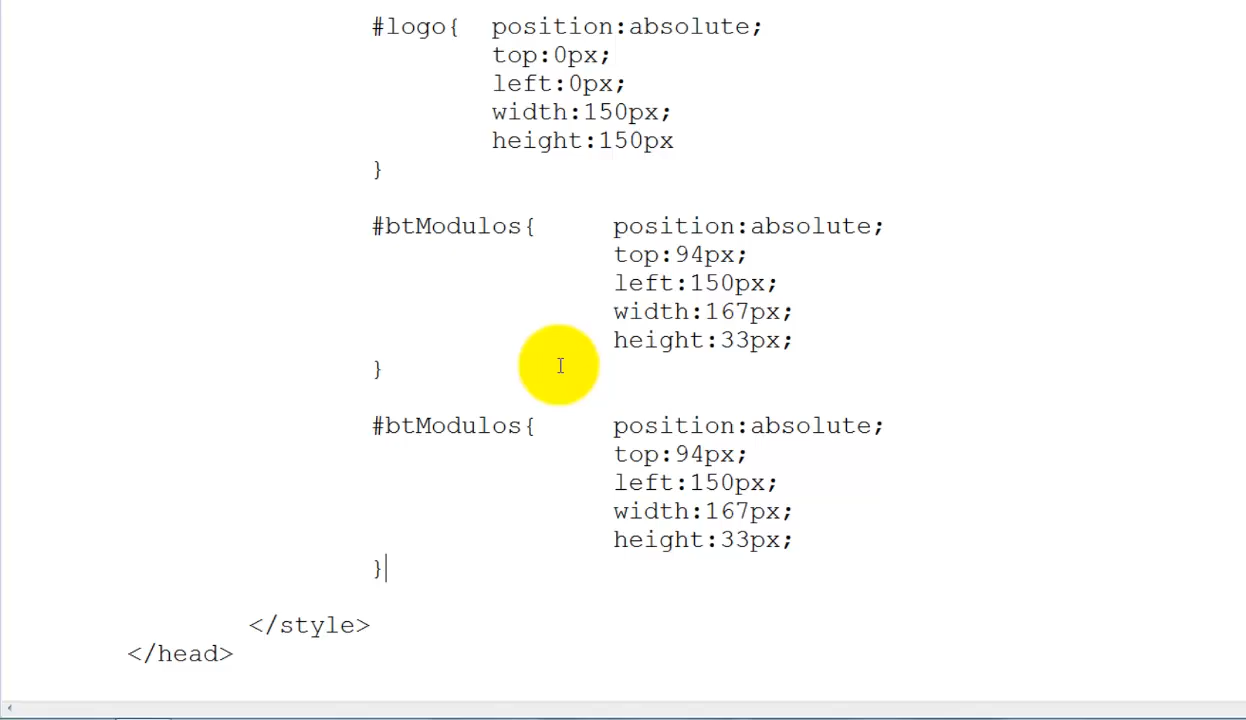 #logo{ position:absolute;
top:0px;
left:0px;
width:150px;
height:150px
}
#btModulos{ position:absolute;
top:94px;
left:150px;
width:167px;
height:33px;
}
#btModulos{ position:absolute;
top:94px;
left:150px;
width:167px;
height:33px;
}
</style>
</head>